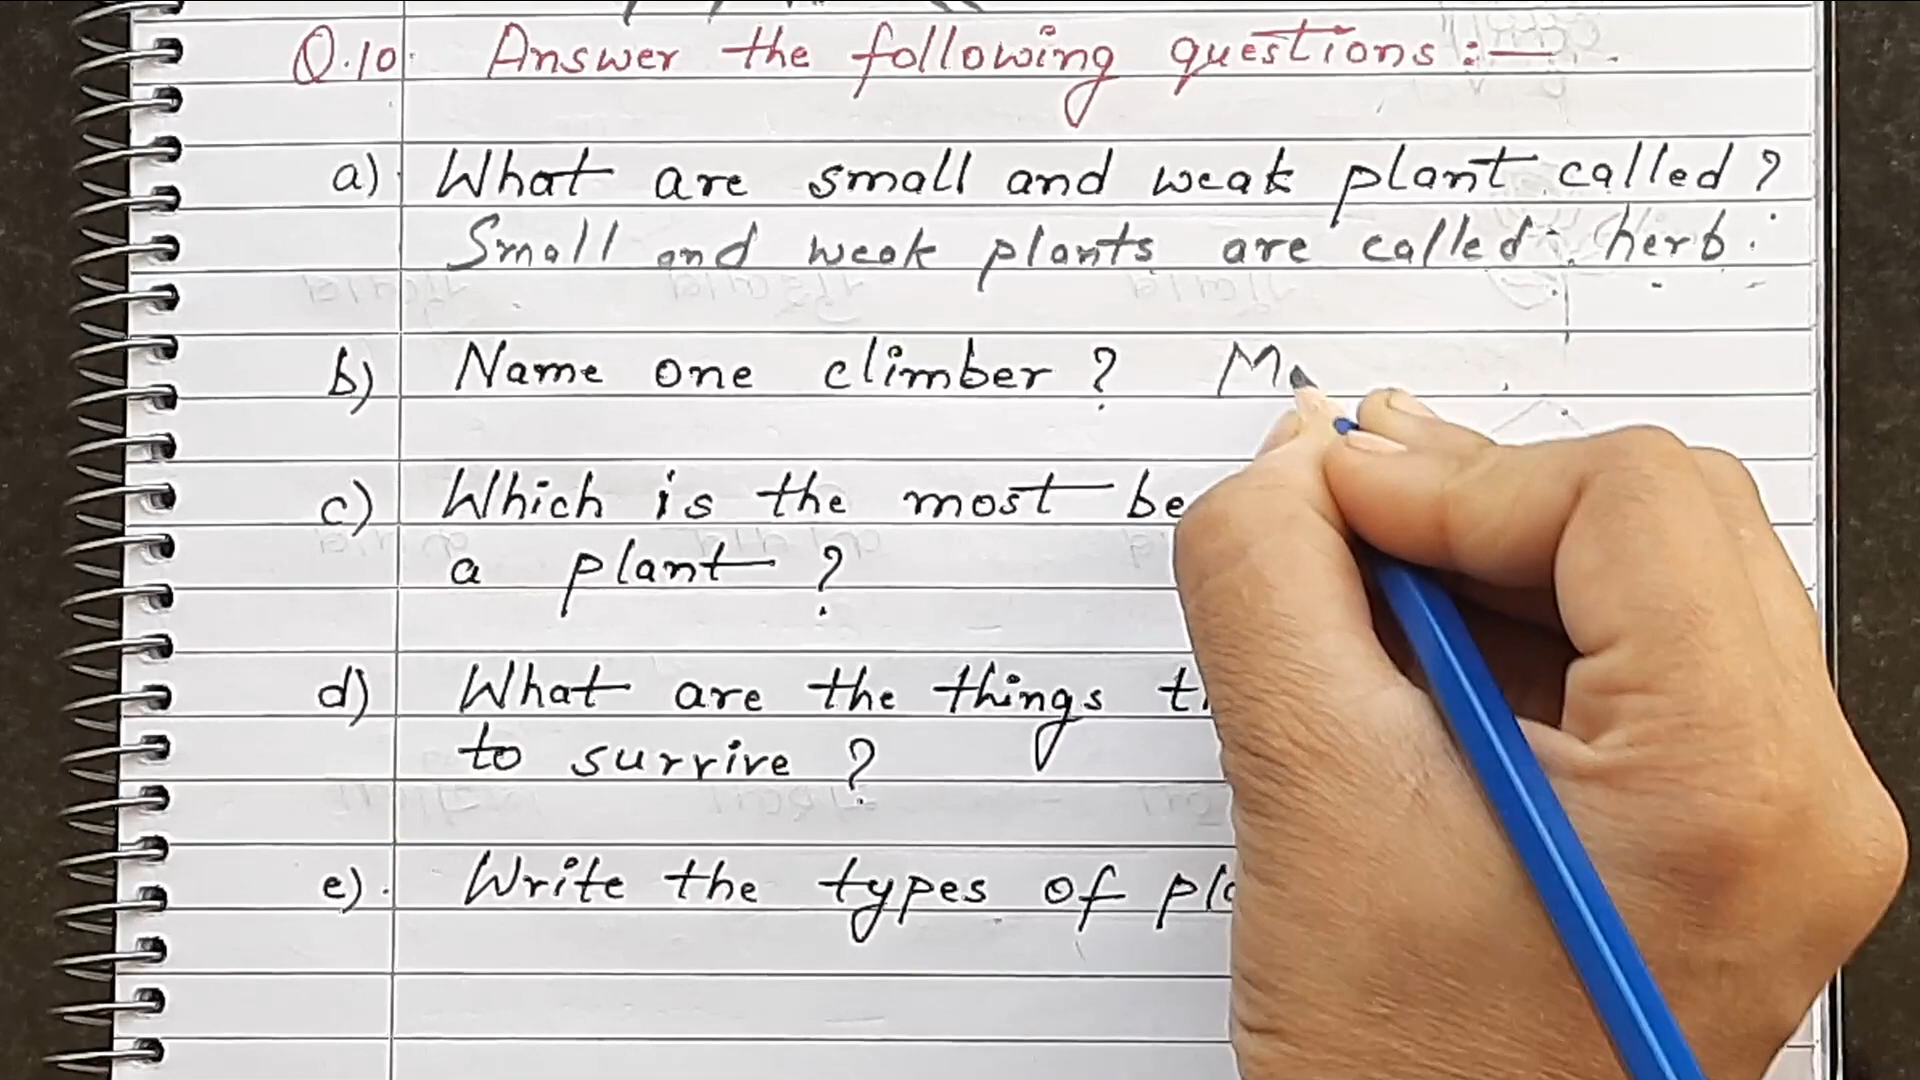 Q.10. Answer the following questions :—
a) What are small and weak plant called ?
Small and weak plants are called herb.
b) Name one climber ? M
c) Which is the most be
a plant ?
d) What are the things
to survive ?
e). Write the types of